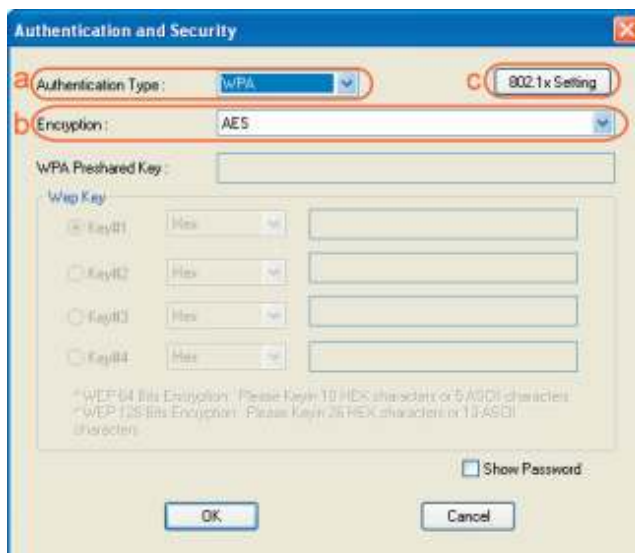 Authentication and Security
a Authentication Type : WPA c 802.1x Setting
b Encryption : AES
WPA Preshared Key :
Wep Key
Key#1 Hex
Key#2 Hex
Key#3 Hex
Key#4 Hex
* WEP 64 Bits Encryption : Please Keyin 10 HEX characters or 5 ASCII characters
* WEP 128 Bits Encryption : Please Keyin 26 HEX characters or 13 ASCII
characters
Show Password
OK Cancel